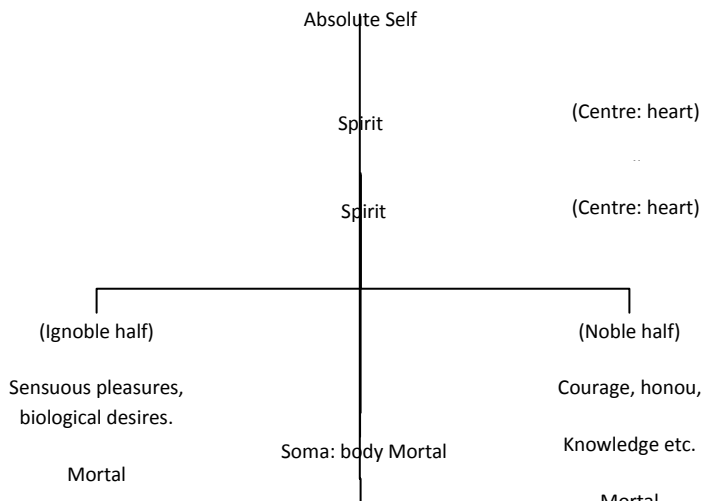 Absolute Self
Spirit
(Centre: heart)
Spirit
(Centre: heart)
(Ignoble half)
(Noble half)
Sensuous pleasures,
biological desires.
Courage, honou,
Soma: body Mortal
Knowledge etc.
Mortal
Mortal